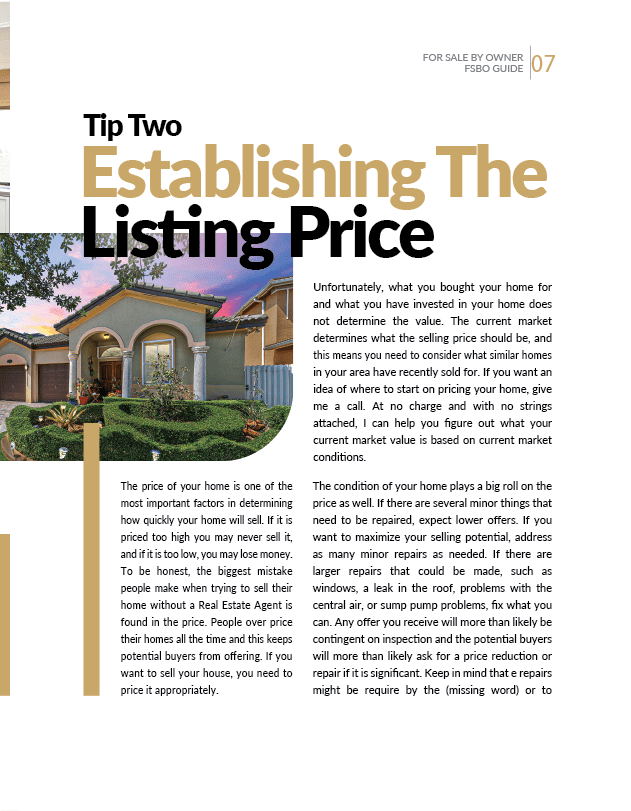 FOR SALE BY OWNER
FSBO GUIDE
07
Tip Two
Establishing The
Listing Price
The price of your home is one of the
most important factors in determining
how quickly your home will sell. If it is
priced too high you may never sell it,
and if it is too low, you may lose money.
To be honest, the biggest mistake
people make when trying to sell their
home without a Real Estate Agent is
found in the price. People over price
their homes all the time and this keeps
potential buyers from offering. If you
want to sell your house, you need to
price it appropriately.
Unfortunately, what you bought your home for
and what you have invested in your home does
not determine the value. The current market
determines what the selling price should be, and
this means you need to consider what similar homes
in your area have recently sold for. If you want an
idea of where to start on pricing your home, give
me a call. At no charge and with no strings
attached, I can help you figure out what your
current market value is based on current market
conditions.
The condition of your home plays a big roll on the
price as well. If there are several minor things that
need to be repaired, expect lower offers. If you
want to maximize your selling potential, address
as many minor repairs as needed. If there are
larger repairs that could be made, such as
windows, a leak in the roof, problems with the
central air, or sump pump problems, fix what you
can. Any offer you receive will more than likely be
contingent on inspection and the potential buyers
will more than likely ask for a price reduction or
repair if it is significant. Keep in mind that e repairs
might be require by the (missing word) or to